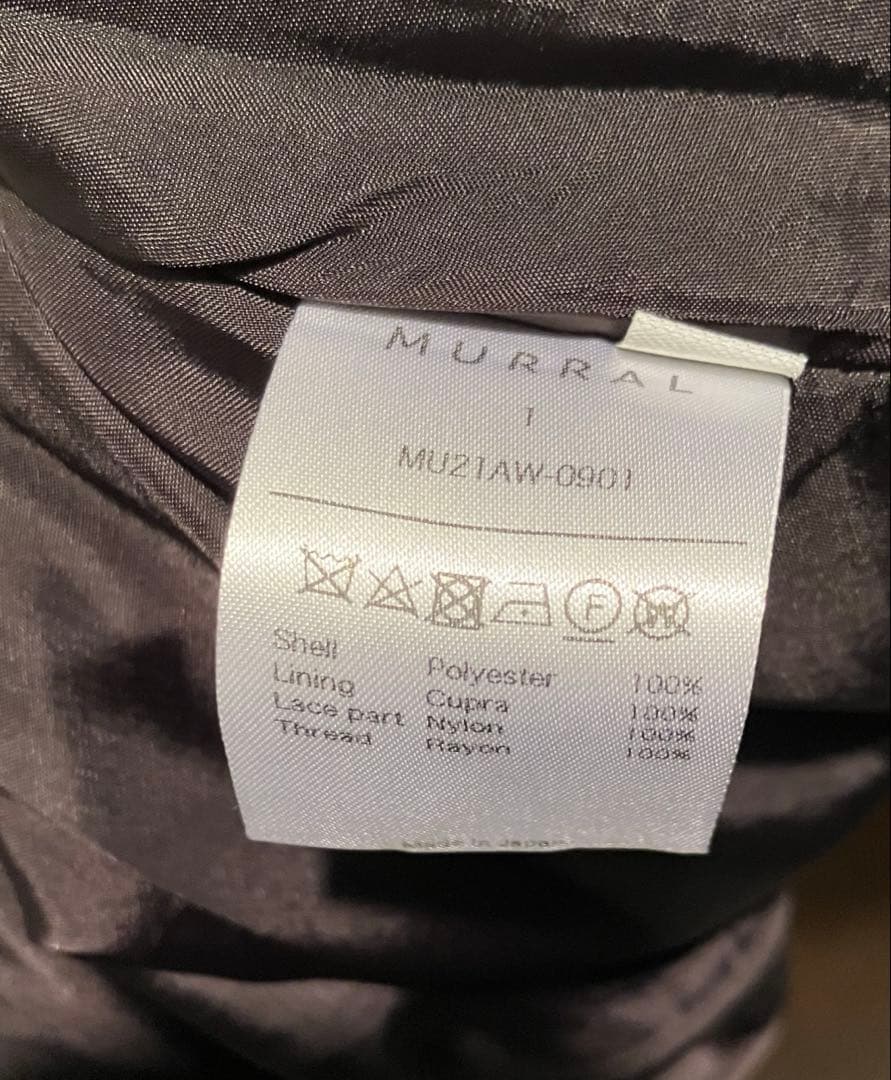 MURRAL
1
MU21AW-0901
F W
Shell Polyester 100%
Lining Cupra 100%
Lace part Nylon 100%
Thread Rayon 100%
Made in Japan